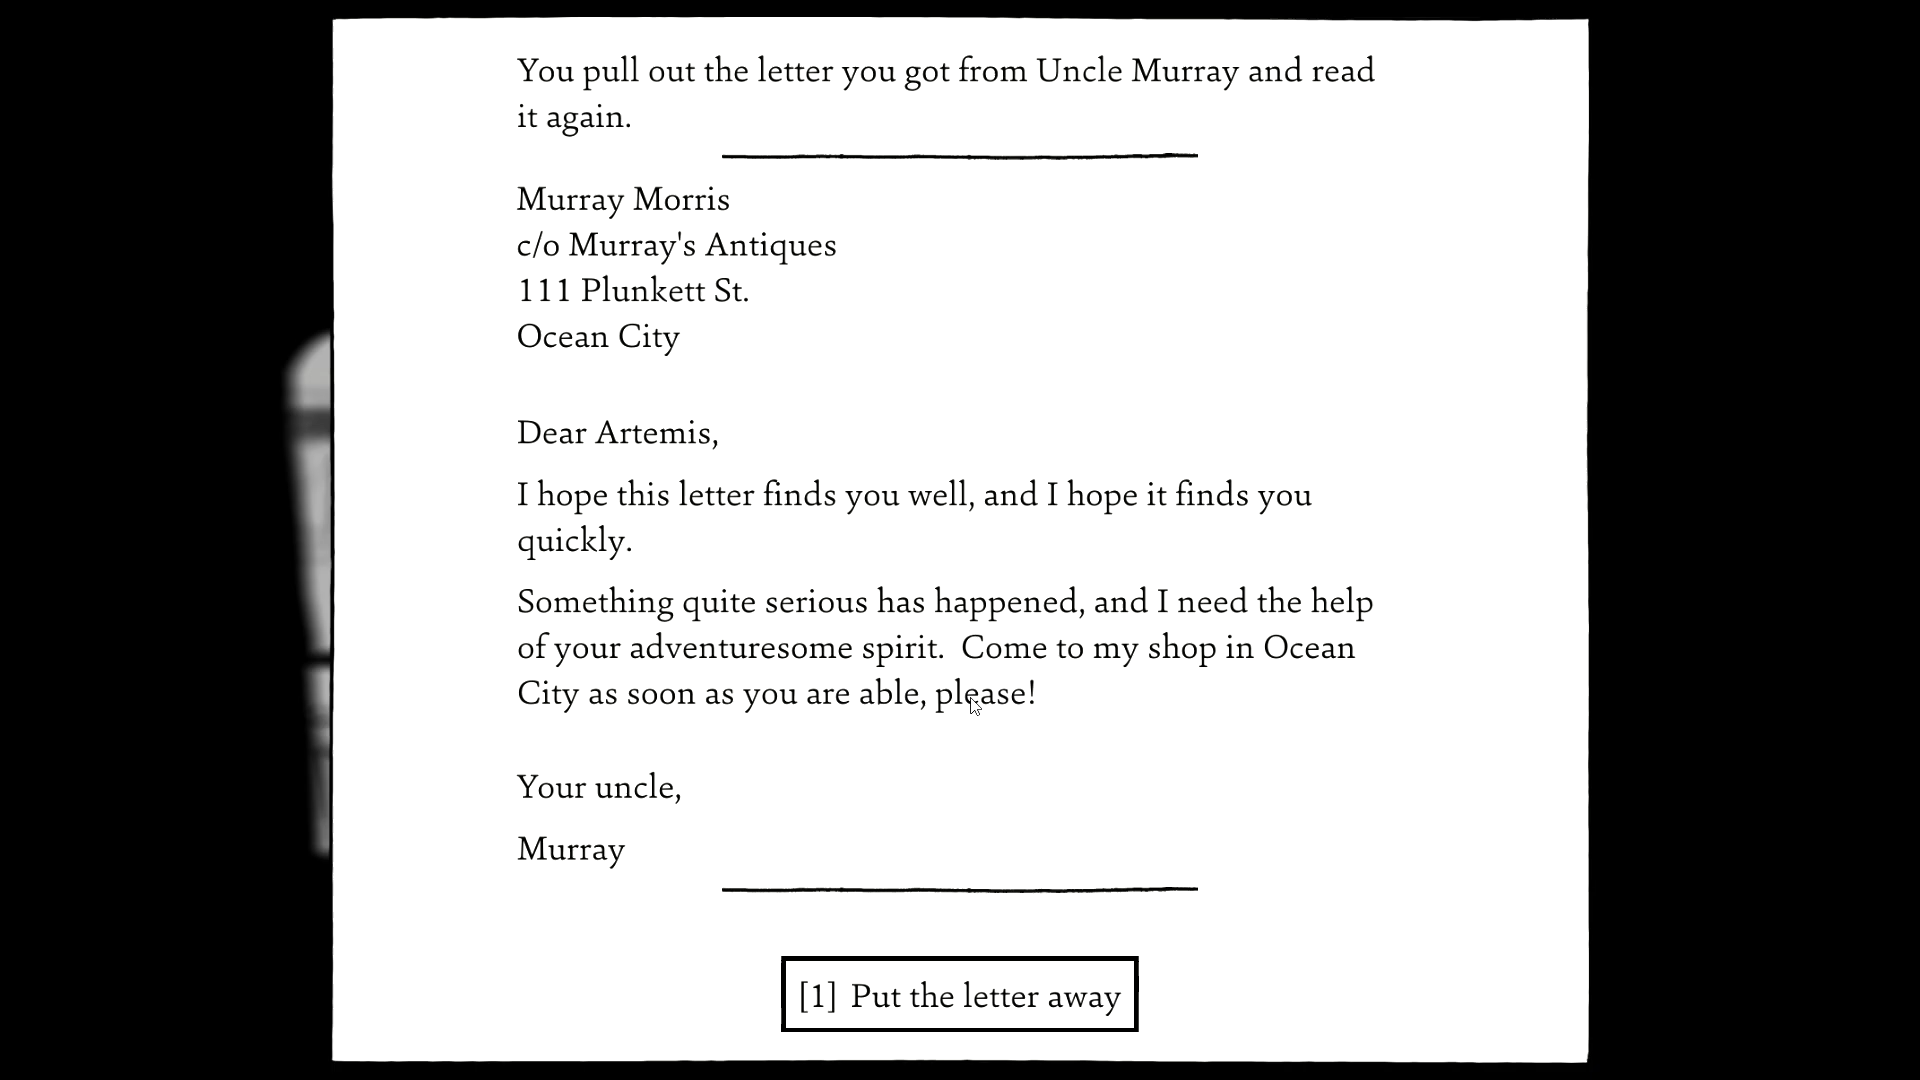 You pull out the letter you got from Uncle Murray and read
it again.
Murray Morris
c/o Murray's Antiques
111 Plunkett St.
Ocean City
Dear Artemis,
I hope this letter finds you well, and I hope it finds you
quickly.
Something quite serious has happened, and I need the help
of your adventuresome spirit.  Come to my shop in Ocean
City as soon as you are able, please!
Your uncle,
Murray
[1]  Put the letter away